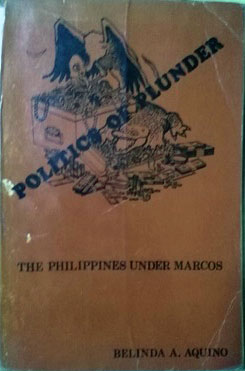 POLITICS OF PLUNDER
THE PHILIPPINES UNDER MARCOS
BELINDA A. AQUINO